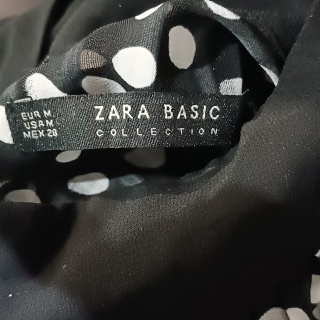 EUR M.
USA M.
MEX 28
ZARA BASIC
COLLECTION